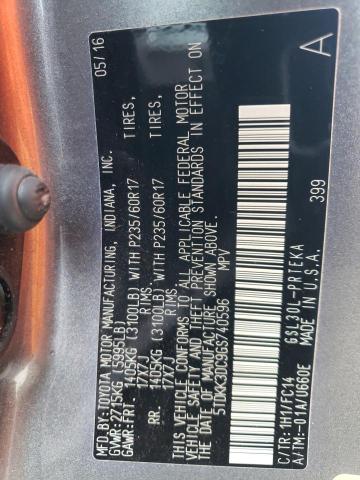 05/16
MFD. BY: TOYOTA MOTOR MANUFACTURING, INDIANA, INC.
GVWR: 2715KG (5995LB)
GAWR:FRT- 1405KG (3100LB) WITH P235/60R17 TIRES,
17X7J RIMS
RR. 1405KG (3100LB) WITH P235/60R17 TIRES,
17X7J RIMS
THIS VEHICLE CONFORMS TO ALL APPLICABLE FEDERAL MOTOR
VEHICLE SAFETY AND THEFT PREVENTION STANDARDS IN EFFECT ON
THE DATE OF MANUFACTURE SHOWN ABOVE.
5TDKK3DC9GS740596 MPV
A
C/TR: 1H1/FC14 GSL30L-PRTEKA
A/TM:-01A/U660E MADE IN U.S.A.
399